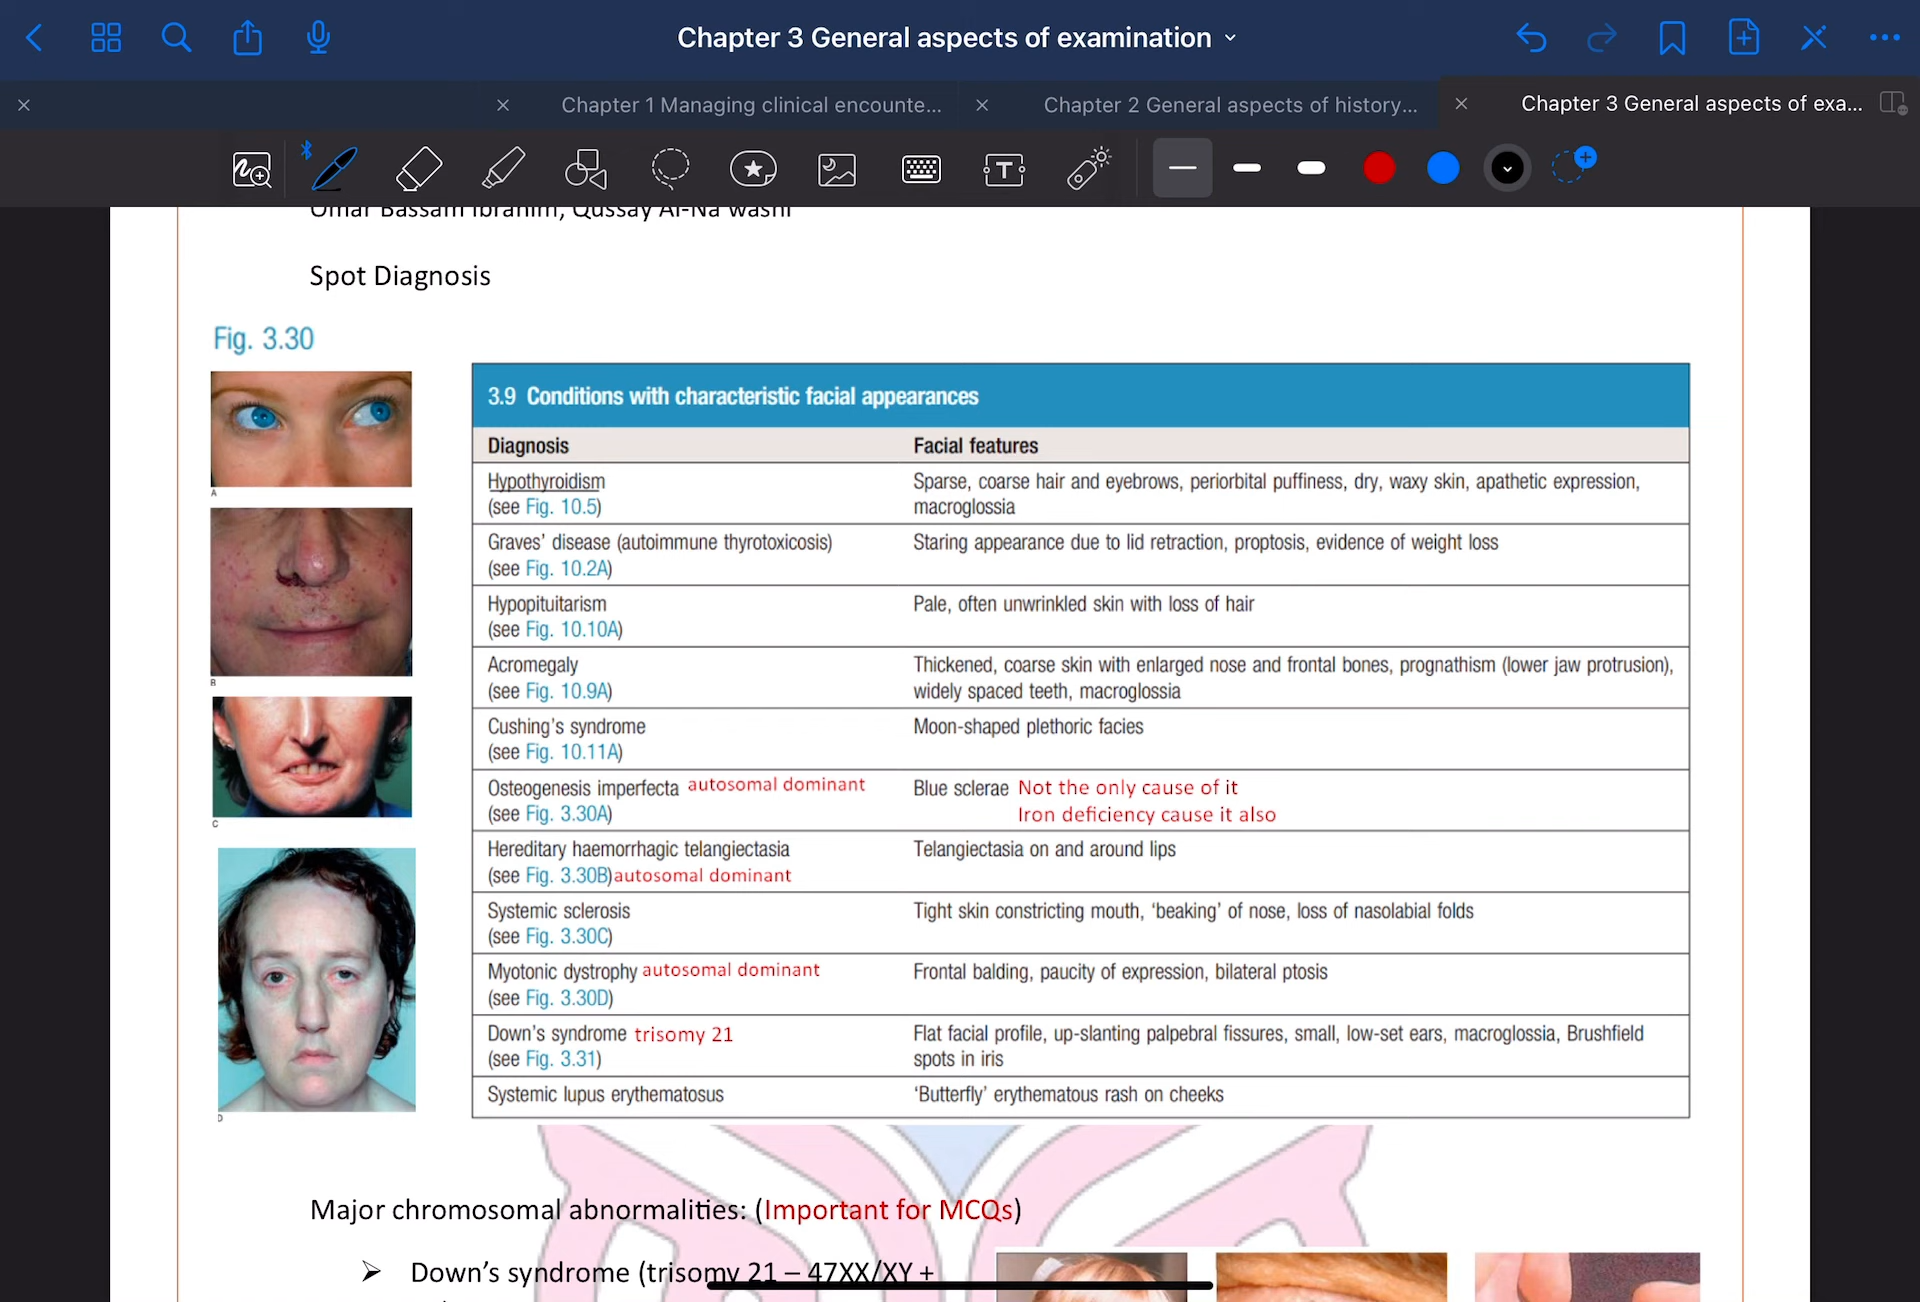 Chapter 3 General aspects of examination
Chapter 1 Managing clinical encounte...
Chapter 2 General aspects of history...
Chapter 3 General aspects of exa...
T
Omar Bassam Ibrahim, Qussay Al-Na'washi
Spot Diagnosis
Fig. 3.30
A
B
C
D
3.9 Conditions with characteristic facial appearances
Diagnosis Facial features
Hypothyroidism Sparse, coarse hair and eyebrows, periorbital puffiness, dry, waxy skin, apathetic expression,
(see Fig. 10.5) macroglossia
Graves' disease (autoimmune thyrotoxicosis) Staring appearance due to lid retraction, proptosis, evidence of weight loss
(see Fig. 10.2A)
Hypopituitarism Pale, often unwrinkled skin with loss of hair
(see Fig. 10.10A)
Acromegaly Thickened, coarse skin with enlarged nose and frontal bones, prognathism (lower jaw protrusion),
(see Fig. 10.9A) widely spaced teeth, macroglossia
Cushing's syndrome Moon-shaped plethoric facies
(see Fig. 10.11A)
Osteogenesis imperfecta autosomal dominant Blue sclerae Not the only cause of it
(see Fig. 3.30A) Iron deficiency cause it also
Hereditary haemorrhagic telangiectasia Telangiectasia on and around lips
(see Fig. 3.30B) autosomal dominant
Systemic sclerosis Tight skin constricting mouth, 'beaking' of nose, loss of nasolabial folds
(see Fig. 3.30C)
Myotonic dystrophy autosomal dominant Frontal balding, paucity of expression, bilateral ptosis
(see Fig. 3.30D)
Down's syndrome trisomy 21 Flat facial profile, up-slanting palpebral fissures, small, low-set ears, macroglossia, Brushfield
(see Fig. 3.31) spots in iris
Systemic lupus erythematosus 'Butterfly' erythematous rash on cheeks
Major chromosomal abnormalities: (Important for MCQs)
➢ Down's syndrome (trisomy 21 – 47XX/XY +